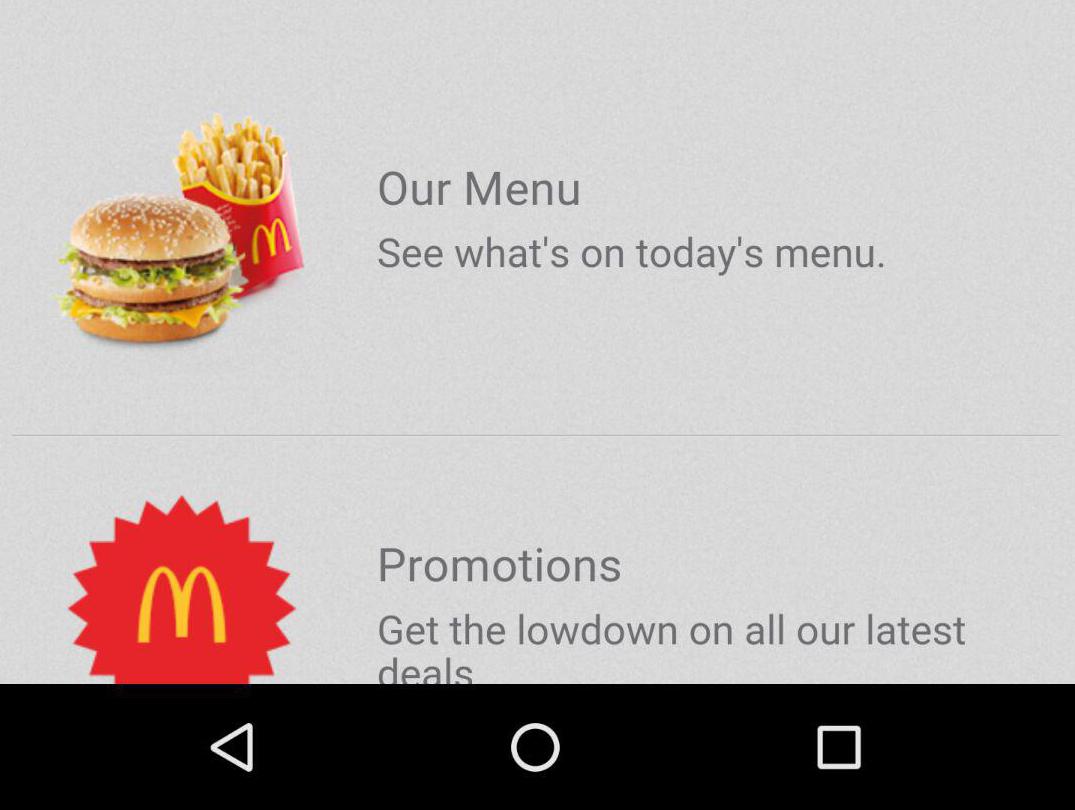 Our Menu
See what's on today's menu.
Promotions
Get the lowdown on all our latest
deals